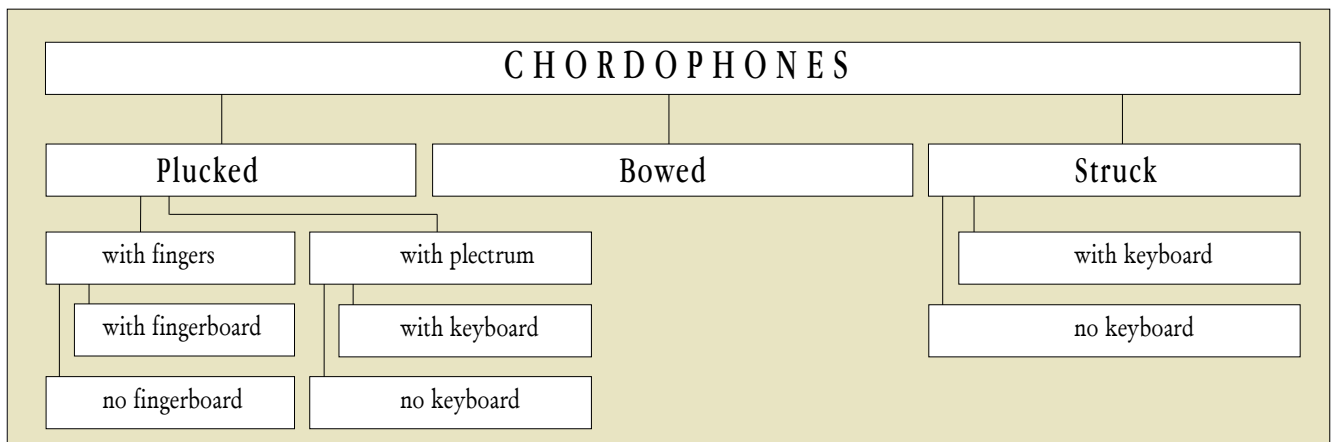 CHORDOPHONES
Plucked
Bowed
Struck
with fingers
with plectrum
with keyboard
with fingerboard
with keyboard
no keyboard
no fingerboard
no keyboard